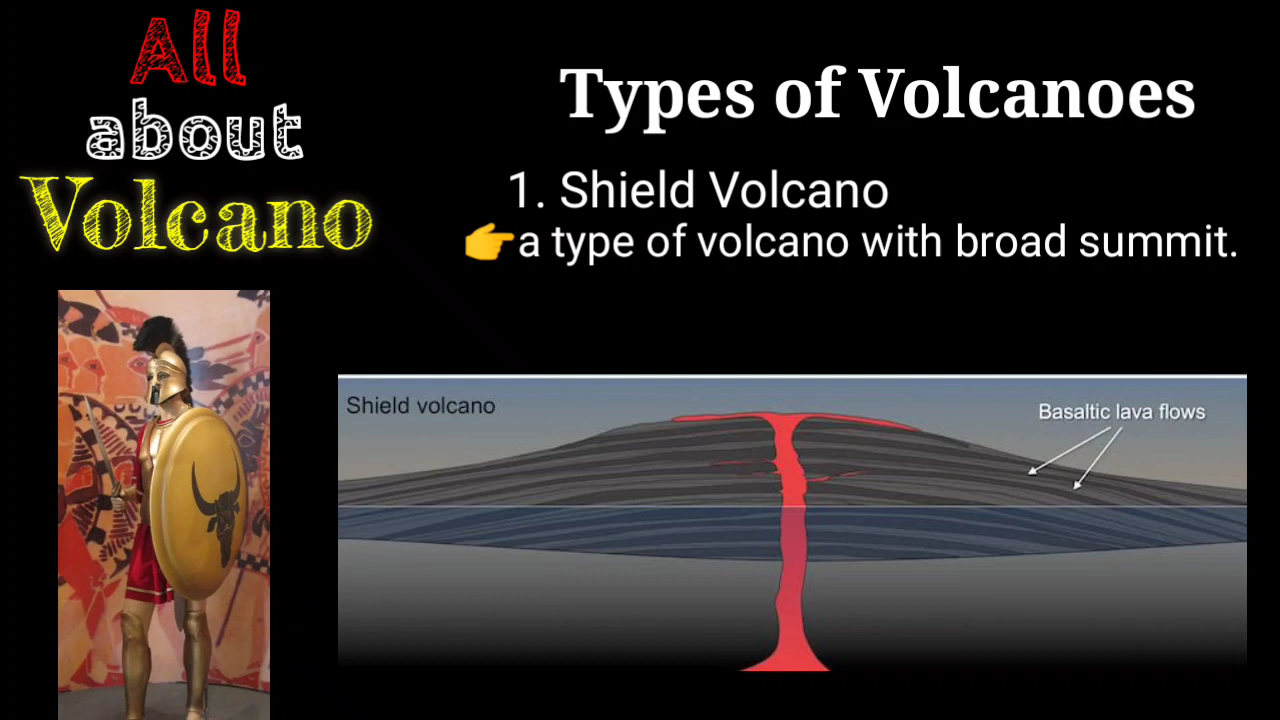 All
about
Volcano
Types of Volcanoes
1. Shield Volcano
👉a type of volcano with broad summit.
Shield volcano
Basaltic lava flows